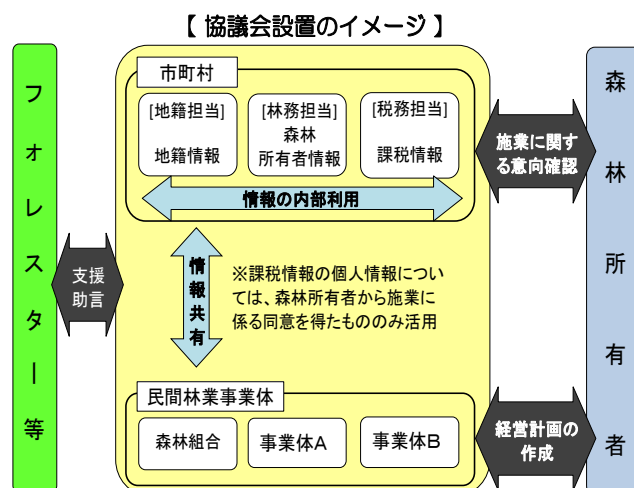 【 協議会設置のイメージ 】
フォレスター等
支援
助言
市町村
[地籍担当]
地籍情報
[林務担当]
森林
所有者情報
[税務担当]
課税情報
情報の内部利用
情報共有
※課税情報の個人情報につい
ては、森林所有者から施業に
係る同意を得たもののみ活用
民間林業事業体
森林組合
事業体A
事業体B
施業に関す
る意向確認
経営計画の
作成
森林所有者